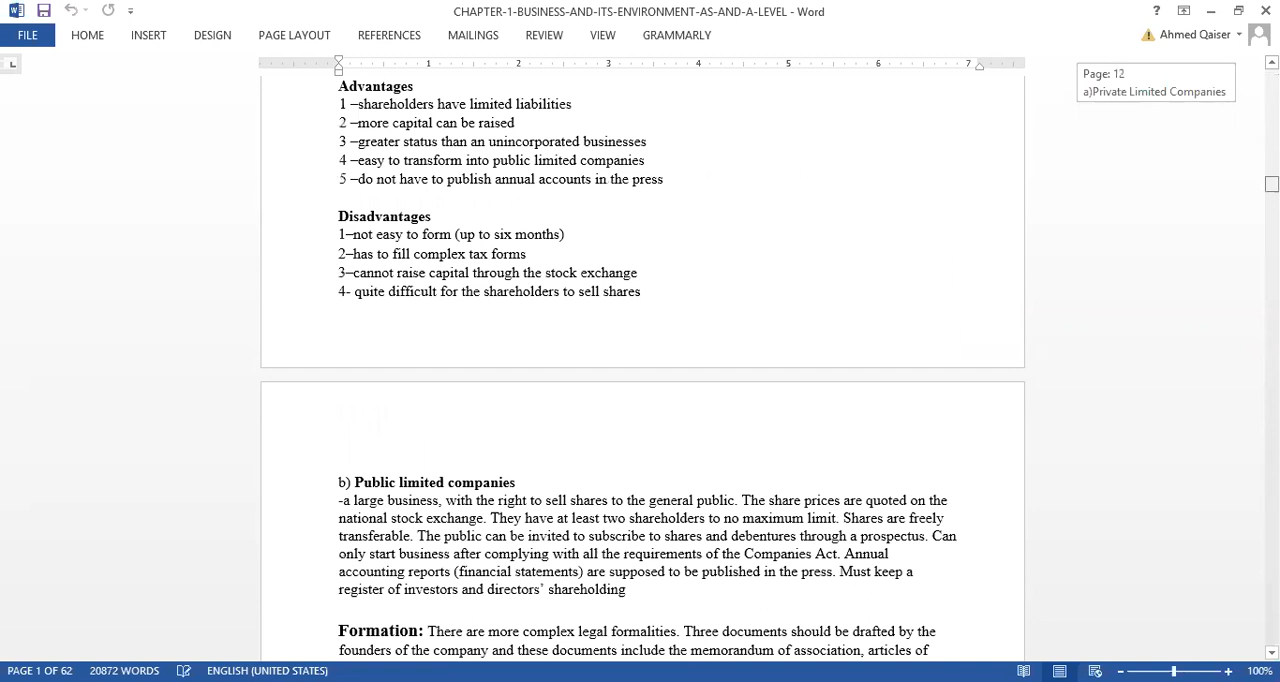 CHAPTER-1-BUSINESS-AND-ITS-ENVIRONMENT-AS-AND-A-LEVEL - Word
?
FILE HOME INSERT DESIGN PAGE LAYOUT REFERENCES MAILINGS REVIEW VIEW GRAMMARLY
Ahmed Qaiser
1 2 3 4 5 6 7
Page: 12
a)Private Limited Companies
Advantages
1 –shareholders have limited liabilities
2 –more capital can be raised
3 –greater status than an unincorporated businesses
4 –easy to transform into public limited companies
5 –do not have to publish annual accounts in the press
Disadvantages
1–not easy to form (up to six months)
2–has to fill complex tax forms
3–cannot raise capital through the stock exchange
4- quite difficult for the shareholders to sell shares
b) Public limited companies
-a large business, with the right to sell shares to the general public. The share prices are quoted on the
national stock exchange. They have at least two shareholders to no maximum limit. Shares are freely
transferable. The public can be invited to subscribe to shares and debentures through a prospectus. Can
only start business after complying with all the requirements of the Companies Act. Annual
accounting reports (financial statements) are supposed to be published in the press. Must keep a
register of investors and directors’ shareholding
Formation: There are more complex legal formalities. Three documents should be drafted by the
founders of the company and these documents include the memorandum of association, articles of
PAGE 1 OF 62 20872 WORDS ENGLISH (UNITED STATES) 100%